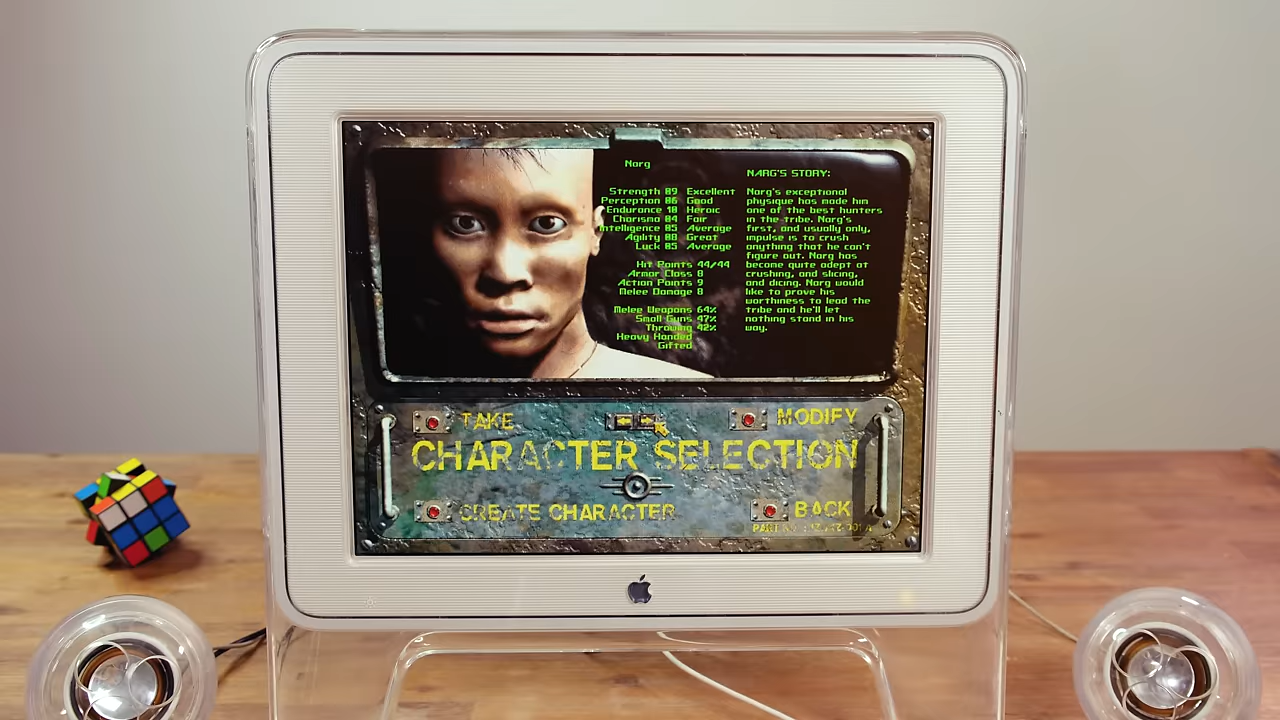 Narg
Strength 09 Excellent
Perception 06 Good
Endurance 10 Heroic
Charisma 04 Fair
Intelligence 05 Average
Agility 08 Great
Luck 05 Average
Hit Points 44/44
Armor Class 8
Action Points 9
Melee Damage 8
Melee Weapons 64%
Small Guns 47%
Throwing 42%
Heavy Handed
Gifted
NARG'S STORY:
Narg's exceptional
physique has made him
one of the best hunters
in the tribe. Narg's
first, and usually only,
impulse is to crush
anything that he can't
figure out. Narg has
become quite adept at
crushing, and slicing,
and dicing. Narg would
like to prove his
worthiness to lead the
tribe and he'll let
nothing stand in his
way.
TAKE
MODIFY
CHARACTER SELECTION
CREATE CHARACTER
BACK